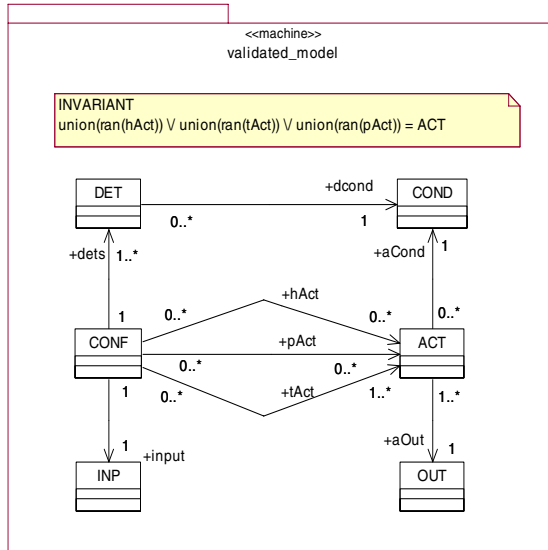 <<machine>>
validated_model
INVARIANT
union(ran(hAct)) \/ union(ran(tAct)) \/ union(ran(pAct)) = ACT
DET
+dcond
COND
0..*
1
+dets
1..*
+aCond
1
+hAct
1
0..*
0..*
0..*
CONF
+pAct
ACT
0..*
0..*
0..*
+tAct
1..*
1
1..*
1
+input
+aOut
1
INP
OUT